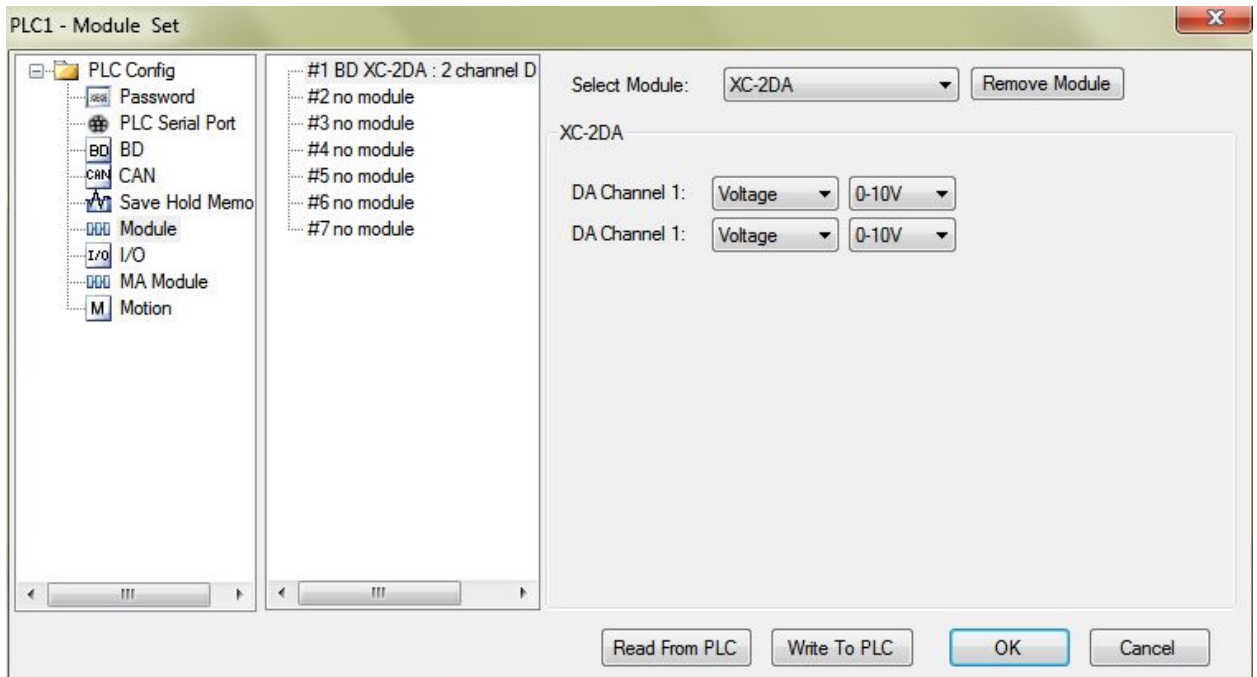 PLC1 - Module Set
X
PLC Config
Password
PLC Serial Port
BD BD
CAN CAN
Save Hold Memo
Module
I/O I/O
MA Module
M Motion
#1 BD XC-2DA : 2 channel D
#2 no module
#3 no module
#4 no module
#5 no module
#6 no module
#7 no module
Select Module: XC-2DA Remove Module
XC-2DA
DA Channel 1: Voltage 0-10V
DA Channel 1: Voltage 0-10V
Read From PLC Write To PLC OK Cancel